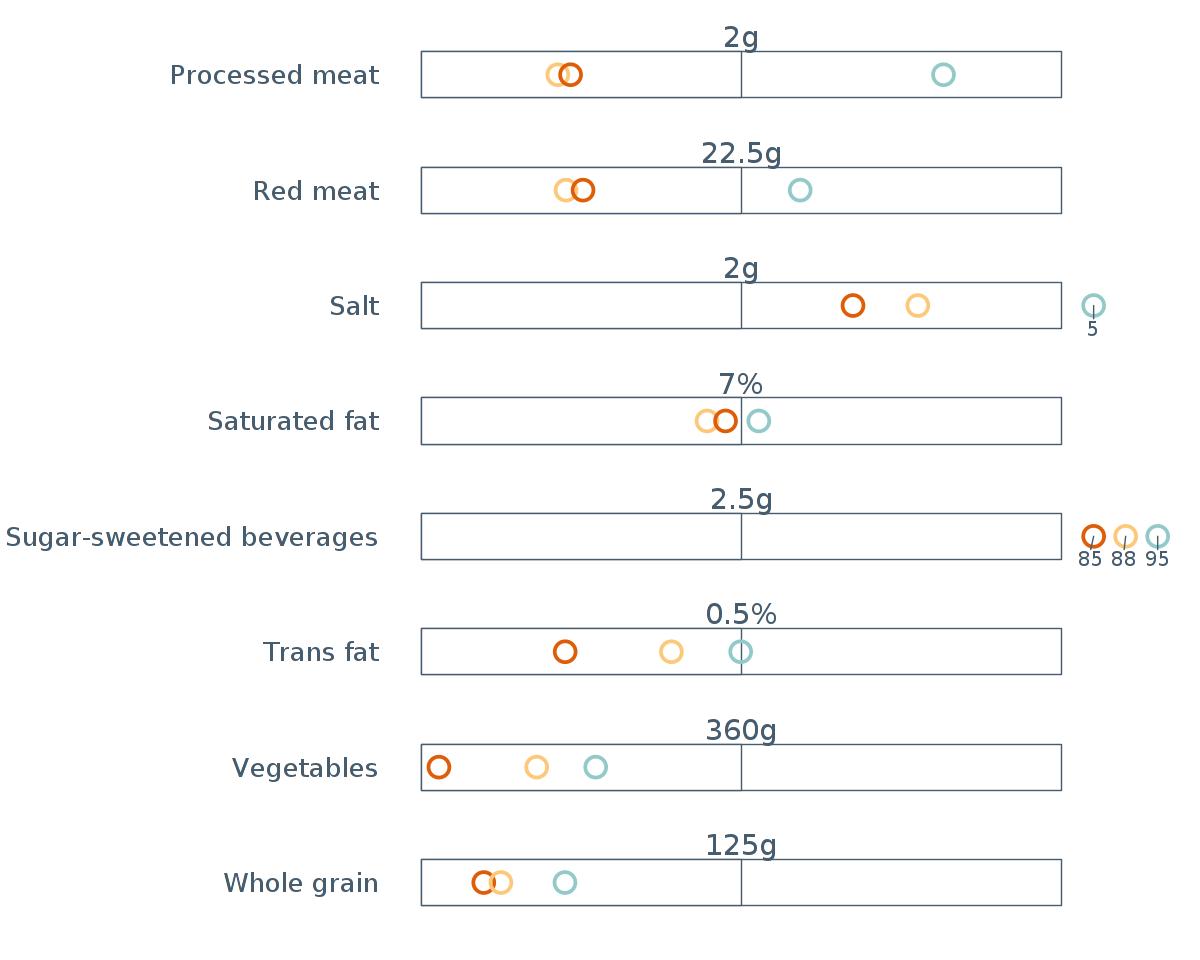 2g
Processed meat
22.5g
Red meat
2g
Salt
5
7%
Saturated fat
2.5g
Sugar-sweetened beverages
85 88 95
0.5%
Trans fat
360g
Vegetables
125g
Whole grain